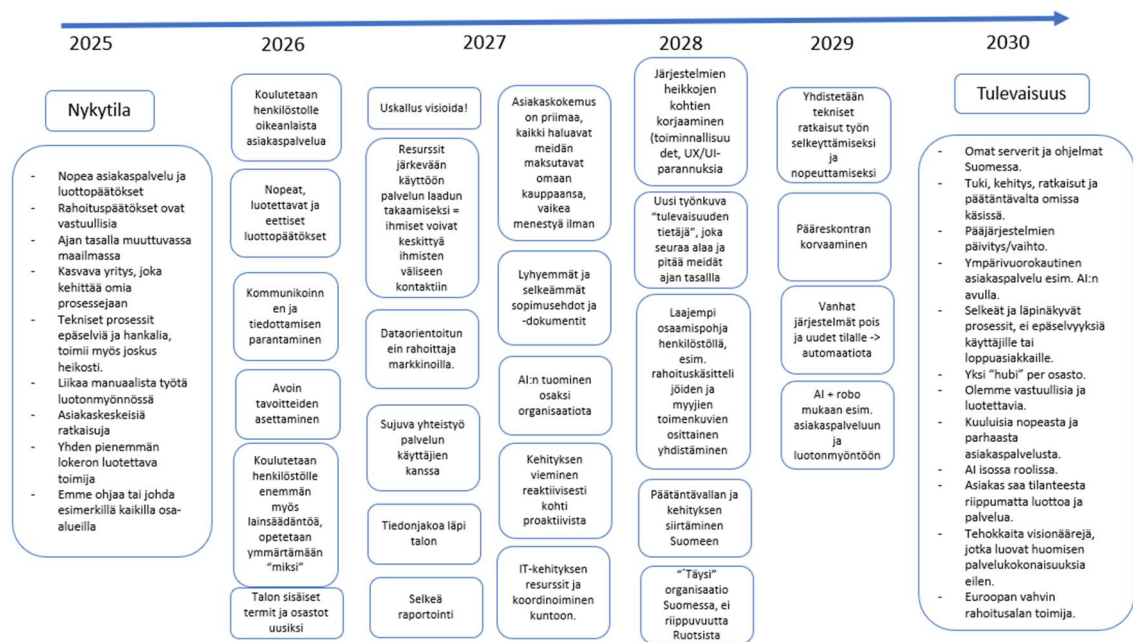 2025
2026
2027
2028
2029
2030
Nykytila
- Nopea asiakaspalvelu ja
luottopäätökset
- Rahoituspäätökset ovat
vastuullisia
- Ajan tasalla muuttuvassa
maailmassa
- Kasvava yritys, joka
kehittää omia
prosessejaan
- Tekniset prosessit
epäselviä ja hankalia,
toimii myös joskus
heikosti.
- Liikaa manuaalista työtä
luotonmyönnössä
- Asiakaskeskeisiä
ratkaisuja
- Yhden pienemmän
lokeron luotettava
toimija
- Emme ohjaa tai johda
esimerkillä kaikilla osa-
alueilla
Koulutetaan
henkilöstölle
oikeanlaista
asiakaspalvelua
Nopeat,
luotettavat ja
eettiset
luottopäätökset
Kommunikoinn
en ja
tiedottamisen
parantaminen
Avoin
tavoitteiden
asettaminen
Koulutetaan
henkilöstölle
enemmän
myös
lainsäädäntöä,
opetetaan
ymmärtämään
“miksi”
Talon sisäiset
termit ja osastot
uusiksi
Uskallus visioida!
Resurssit
järkevään
käyttöön
palvelun laadun
takaamiseksi =
ihmiset voivat
keskittyä
ihmisten
väliseen
kontaktiin
Dataorientoitun
ein rahoittaja
markkinoilla.
Sujuva yhteistyö
palvelun
käyttäjien
kanssa
Tiedonjakoa läpi
talon
Selkeä
raportointi
Asiakaskokemus
on priimaa,
kaikki haluavat
meidän
maksutavat
omaan
kauppaansa,
vaikea
menestyä ilman
Lyhyemmät ja
selkeämmät
sopimusehdot ja
-dokumentit
AI:n tuominen
osaksi
organisaatiota
Kehityksen
vieminen
reaktiivisesti
kohti
proaktiivista
IT-kehityksen
resurssit ja
koordinoiminen
kuntoon.
Järjestelmien
heikkojen
kohtien
korjaaminen
(toiminnallisuu
det, UX/UI-
parannuksia
Uusi työnkuva
“tulevaisuuden
tietäjä”, joka
seuraa alaa ja
pitää meidät
ajan tasallla
Laajempi
osaamispohja
henkilöstöllä,
esim.
rahoituskäsitteli
jöiden ja
myyjien
toimenkuvien
osittainen
yhdistäminen
Päätäntävallan ja
kehityksen
siirtäminen
Suomeen
“´Täysi”
organisaatio
Suomessa, ei
riippuvuutta
Ruotsista
Yhdistetään
tekniset
ratkaisut työn
selkeyttämiseksi
ja
nopeuttamiseksi
Pääreskontran
korvaaminen
Vanhat
järjestelmät pois
ja uudet tilalle ->
automaatiota
AI + robo
mukaan esim.
asiakaspalveluun
ja
luotonmyöntöön
Tulevaisuus
- Omat serverit ja ohjelmat
Suomessa.
- Tuki, kehitys, ratkaisut ja
päätäntävalta omissa
käsissä.
- Pääjärjestelmien
päivitys/vaihto.
- Ympärivuorokautinen
asiakaspalvelu esim. AI:n
avulla.
- Selkeät ja läpinäkyvät
prosessit, ei epäselvyyksiä
käyttäjille tai
loppuasiakkaille.
- Yksi “hubi” per osasto.
- Olemme vastuullisia ja
luotettavia.
- Kuuluisia nopeasta ja
parhaasta
asiakaspalvelusta.
- AI isossa roolissa.
- Asiakas saa tilanteesta
riippumatta luottoa ja
palvelua.
- Tehokkaita visionäärejä,
jotka luovat huomisen
palvelukokonaisuuksia
eilen.
- Euroopan vahvin
rahoitusalan toimija.